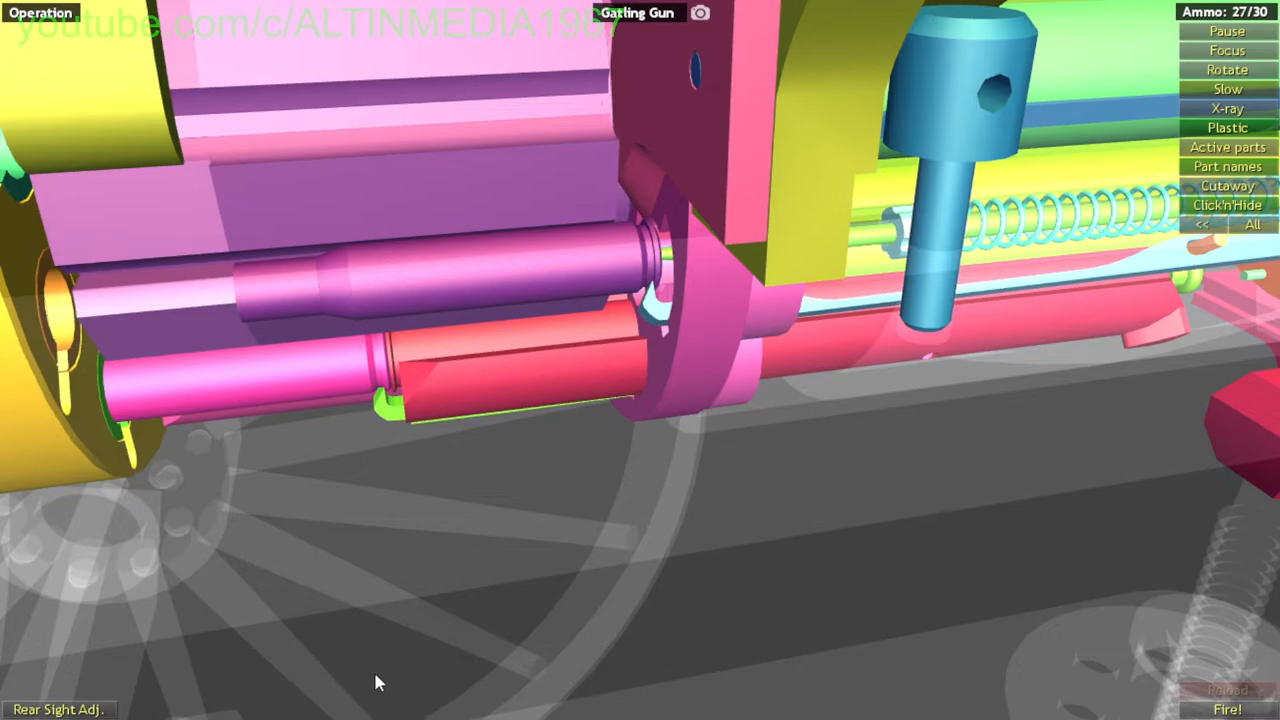 Operation
youtube.com/c/ALTINMEDIA1967
Gatling Gun
Ammo: 27/30
Pause
Focus
Rotate
Slow
X-ray
Plastic
Active parts
Part names
Cutaway
Click'n'Hide
<< All
Reload
Rear Sight Adj.
Fire!